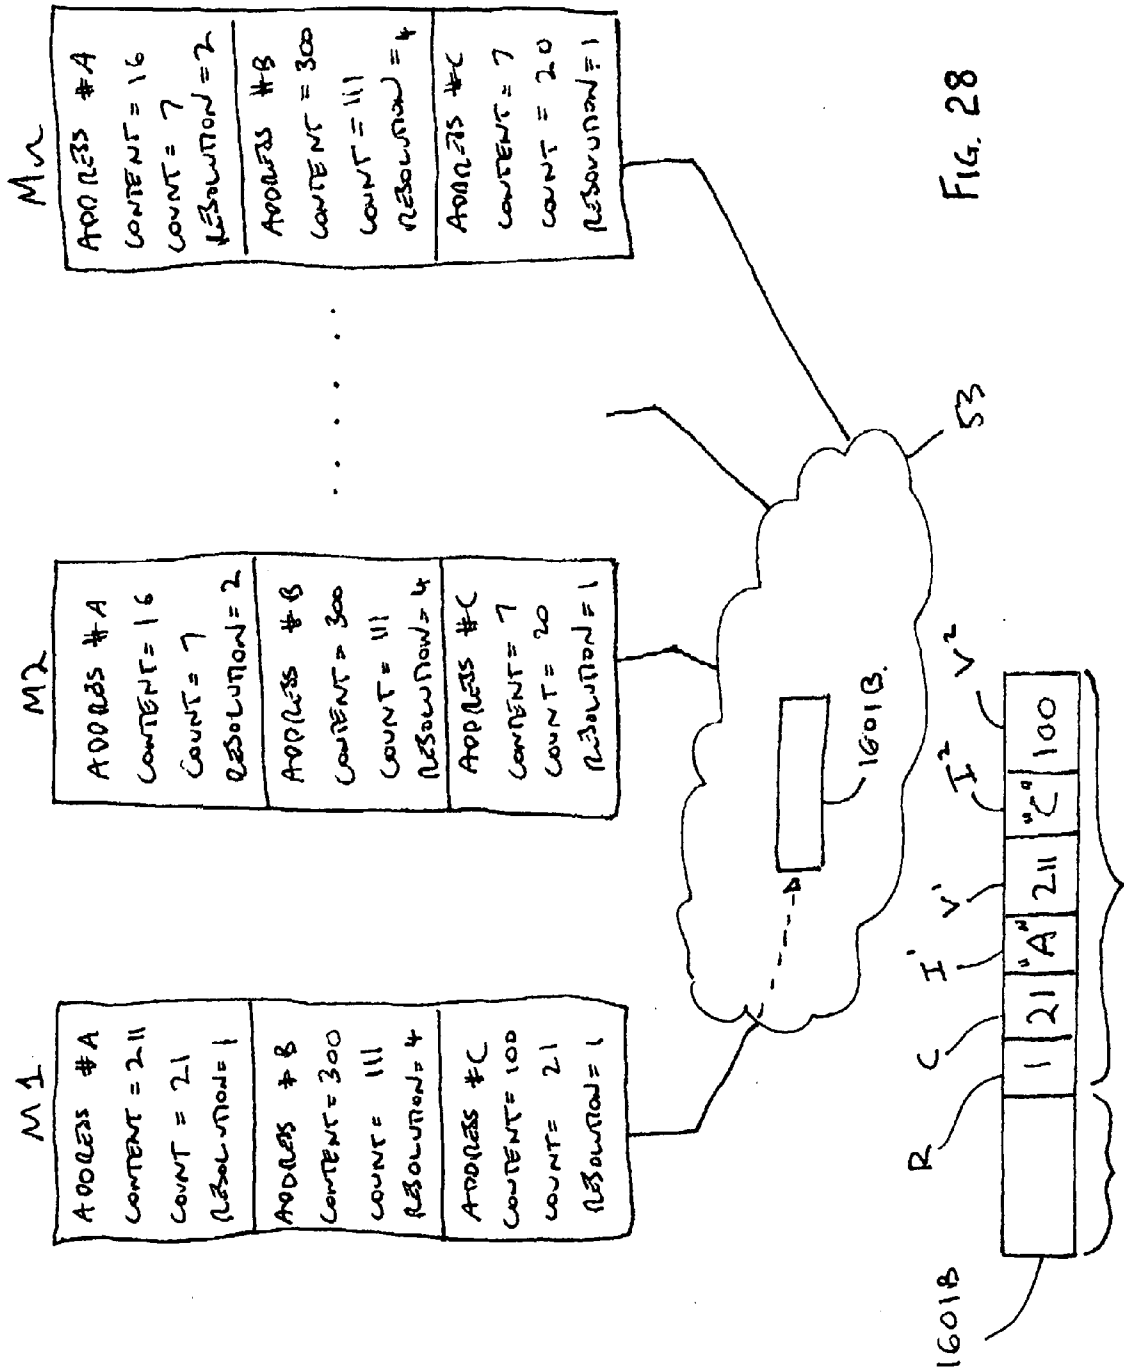 M1
ADDRESS #A
CONTENT = 211
COUNT = 21
RESOLUTION = 1
ADDRESS #B
CONTENT = 300
COUNT = 111
RESOLUTION = 4
ADDRESS #C
CONTENT = 100
COUNT = 21
RESOLUTION = 1
M2
ADDRESS #A
CONTENT = 16
COUNT = 7
RESOLUTION = 2
ADDRESS #B
CONTENT = 300
COUNT = 111
RESOLUTION = 4
ADDRESS #C
CONTENT = 7
COUNT = 20
RESOLUTION = 1
Mn
ADDRESS #A
CONTENT = 16
COUNT = 7
RESOLUTION = 2
ADDRESS #B
CONTENT = 300
COUNT = 111
RESOLUTION = 4
ADDRESS #C
CONTENT = 7
COUNT = 20
RESOLUTION = 1
. . . . .
1601B.
53
1601B
R C I¹ V¹ I² V²
1 21 "A" 211 "C" 100
FIG. 28